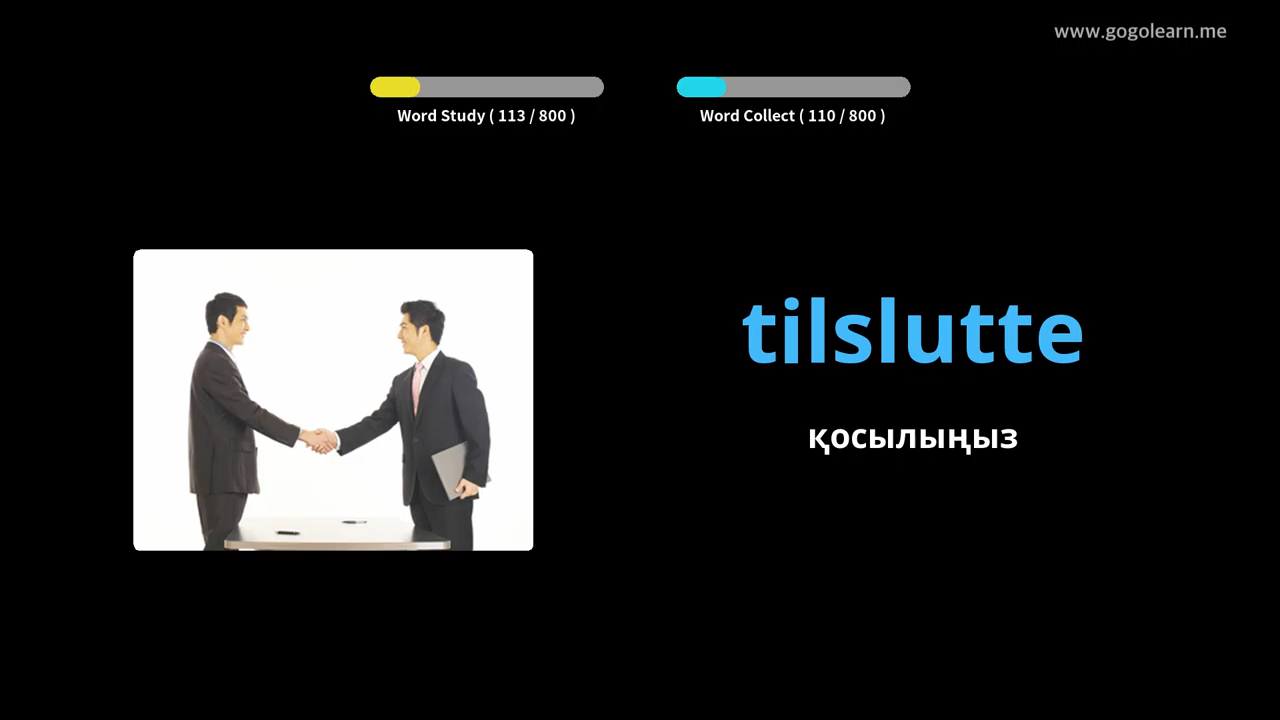 www.gogolearn.me
Word Study ( 113 / 800 )
Word Collect ( 110 / 800 )
tilslutte
қосылыңыз